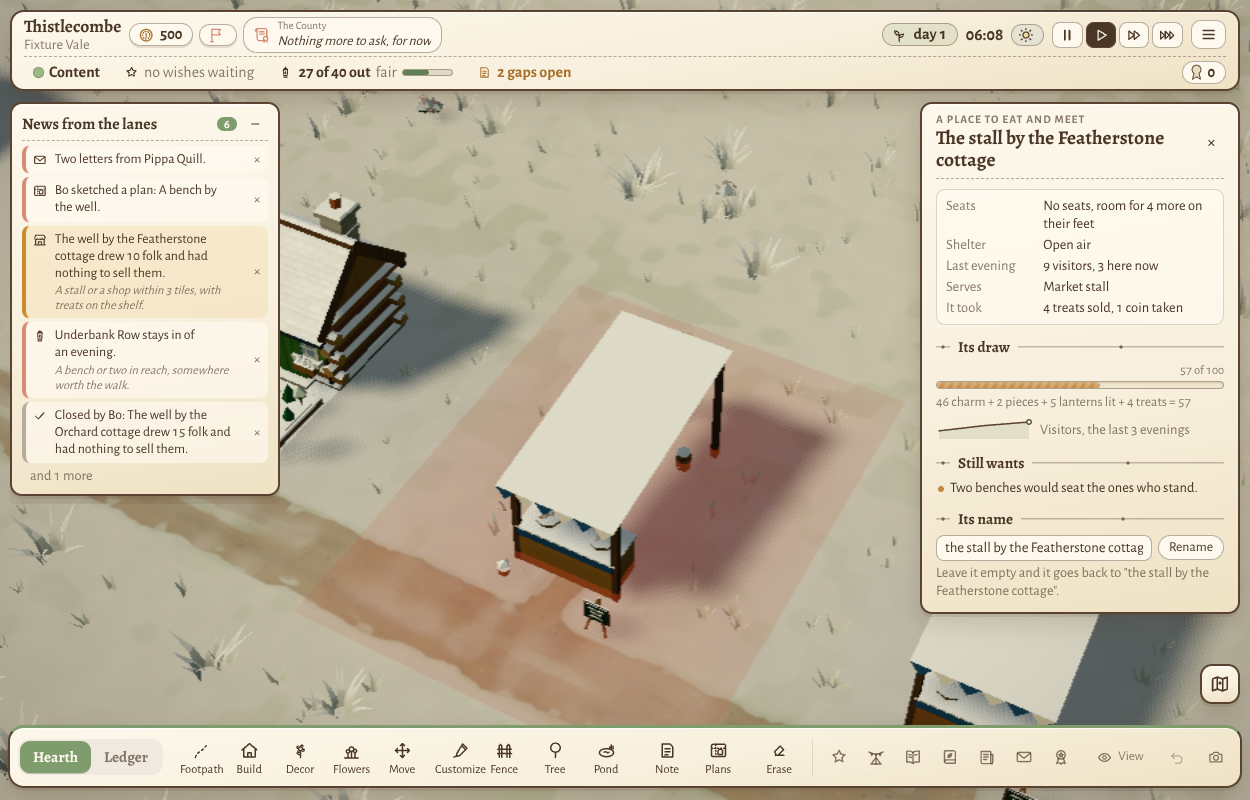 Thistlecombe
Fixture Vale
500
The County
Nothing more to ask, for now
day 1
06:08
Content
no wishes waiting
27 of 40 out fair
2 gaps open
0
News from the lanes
6
Two letters from Pippa Quill.
Bo sketched a plan: A bench by
the well.
The well by the Featherstone
cottage drew 10 folk and had
nothing to sell them.
A stall or a shop within 3 tiles, with
treats on the shelf.
Underbank Row stays in of
an evening.
A bench or two in reach, somewhere
worth the walk.
Closed by Bo: The well by the
Orchard cottage drew 15 folk and
had nothing to sell them.
and 1 more
A PLACE TO EAT AND MEET
The stall by the Featherstone
cottage
Seats No seats, room for 4 more on
their feet
Shelter Open air
Last evening 9 visitors, 3 here now
Serves Market stall
It took 4 treats sold, 1 coin taken
Its draw
57 of 100
46 charm + 2 pieces + 5 lanterns lit + 4 treats = 57
Visitors, the last 3 evenings
Still wants
Two benches would seat the ones who stand.
Its name
the stall by the Featherstone cottag
Rename
Leave it empty and it goes back to "the stall by the
Featherstone cottage".
Hearth
Ledger
Footpath
Build
Decor
Flowers
Move
Customize
Fence
Tree
Pond
Note
Plans
Erase
View